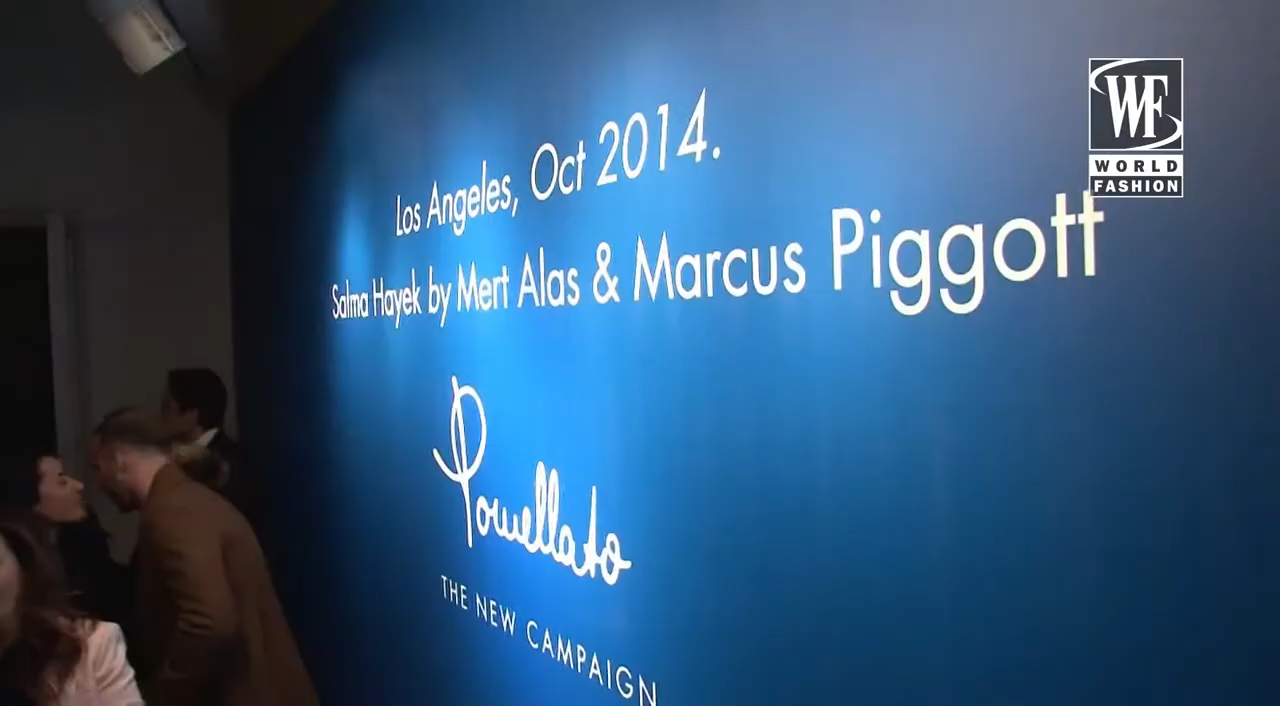 Los Angeles, Oct 2014.
Salma Hayek by Mert Alas & Marcus Piggott
Pomellato
THE NEW CAMPAIGN
WF
WORLD
FASHION